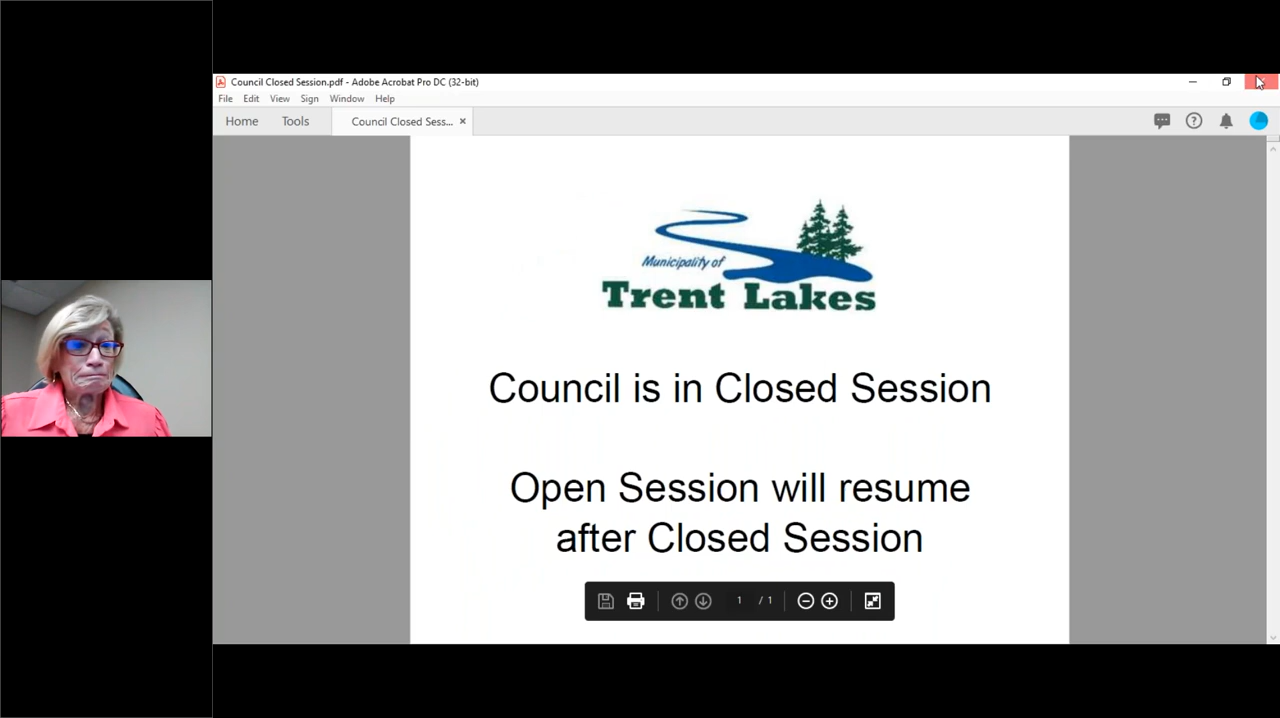 Council Closed Session.pdf - Adobe Acrobat Pro DC (32-bit)
File Edit View Sign Window Help
Home Tools Council Closed Sess...
Municipality of
Trent Lakes
Council is in Closed Session
Open Session will resume
after Closed Session
1 / 1